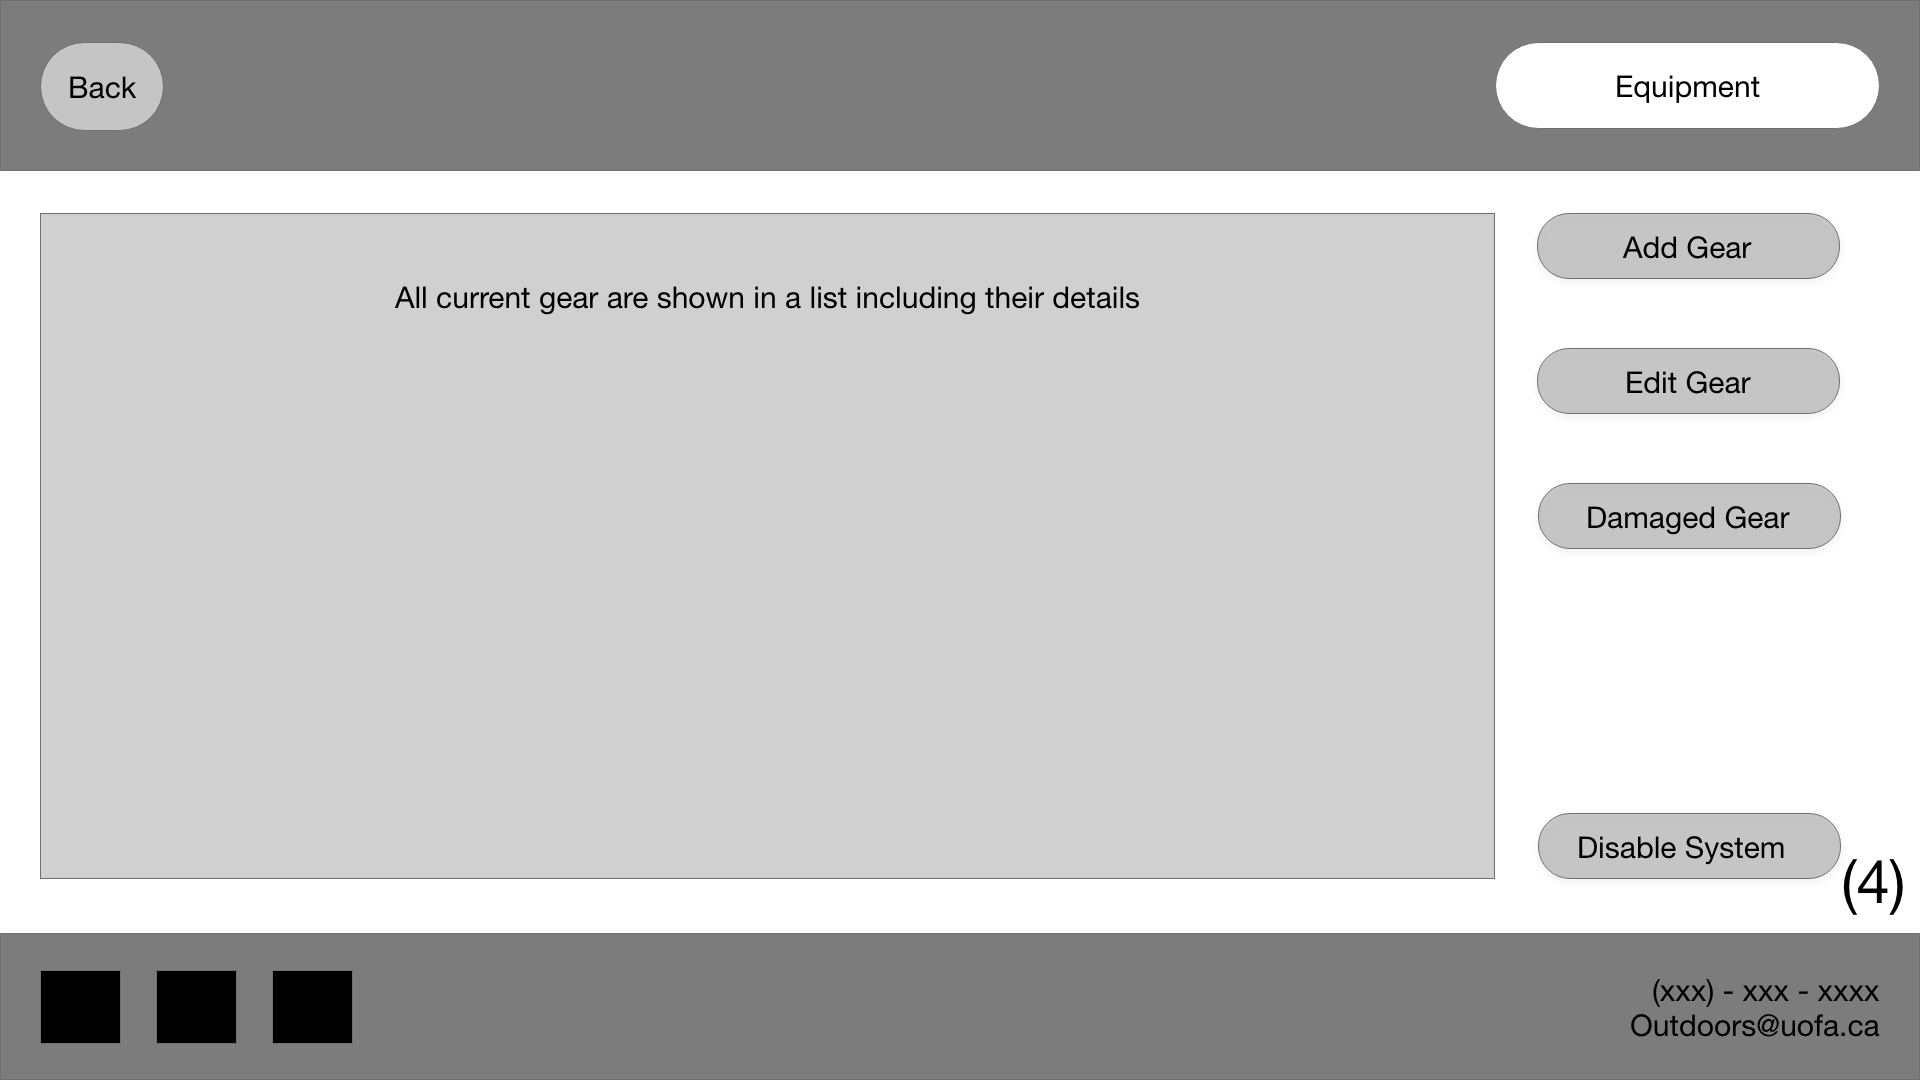 Back
Equipment
All current gear are shown in a list including their details
Add Gear
Edit Gear
Damaged Gear
Disable System
(4)
(xxx) - xxx - xxxx
Outdoors@uofa.ca